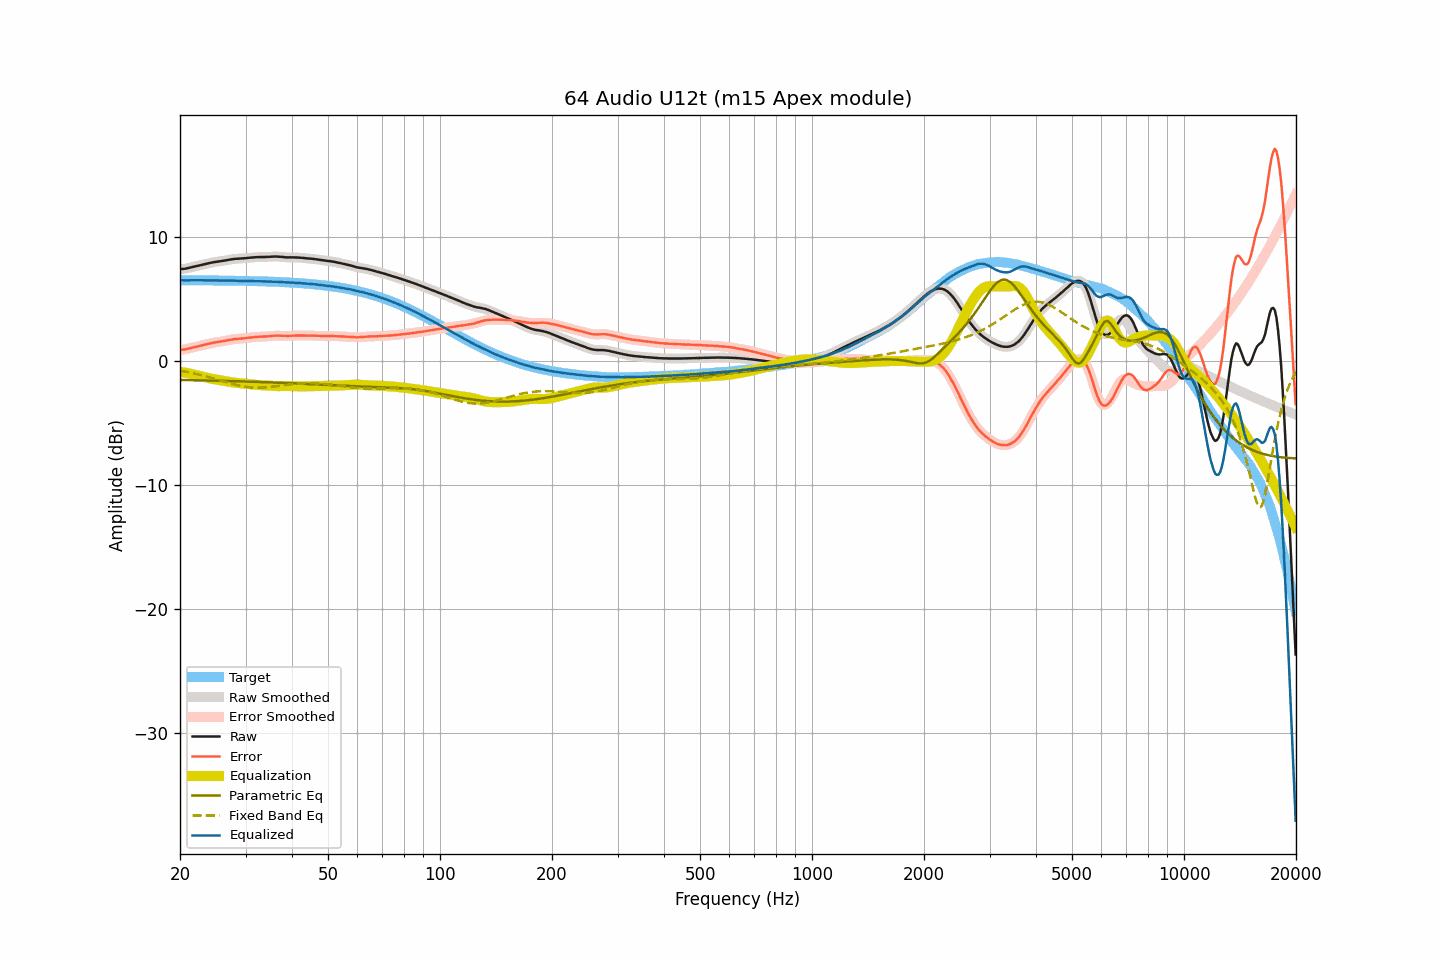 64 Audio U12t (m15 Apex module)
10
0
−10
−20
−30
Amplitude (dBr)
Target
Raw Smoothed
Error Smoothed
Raw
Error
Equalization
Parametric Eq
Fixed Band Eq
Equalized
20 50 100 200 500 1000 2000 5000 10000 20000
Frequency (Hz)